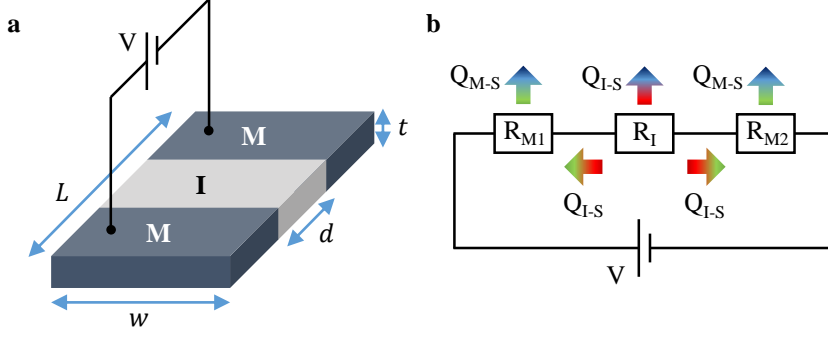 a
V
M
I
M
L
d
t
w
b
Q_M-S Q_I-S Q_M-S
R_M1 R_I R_M2
Q_I-S Q_I-S
V